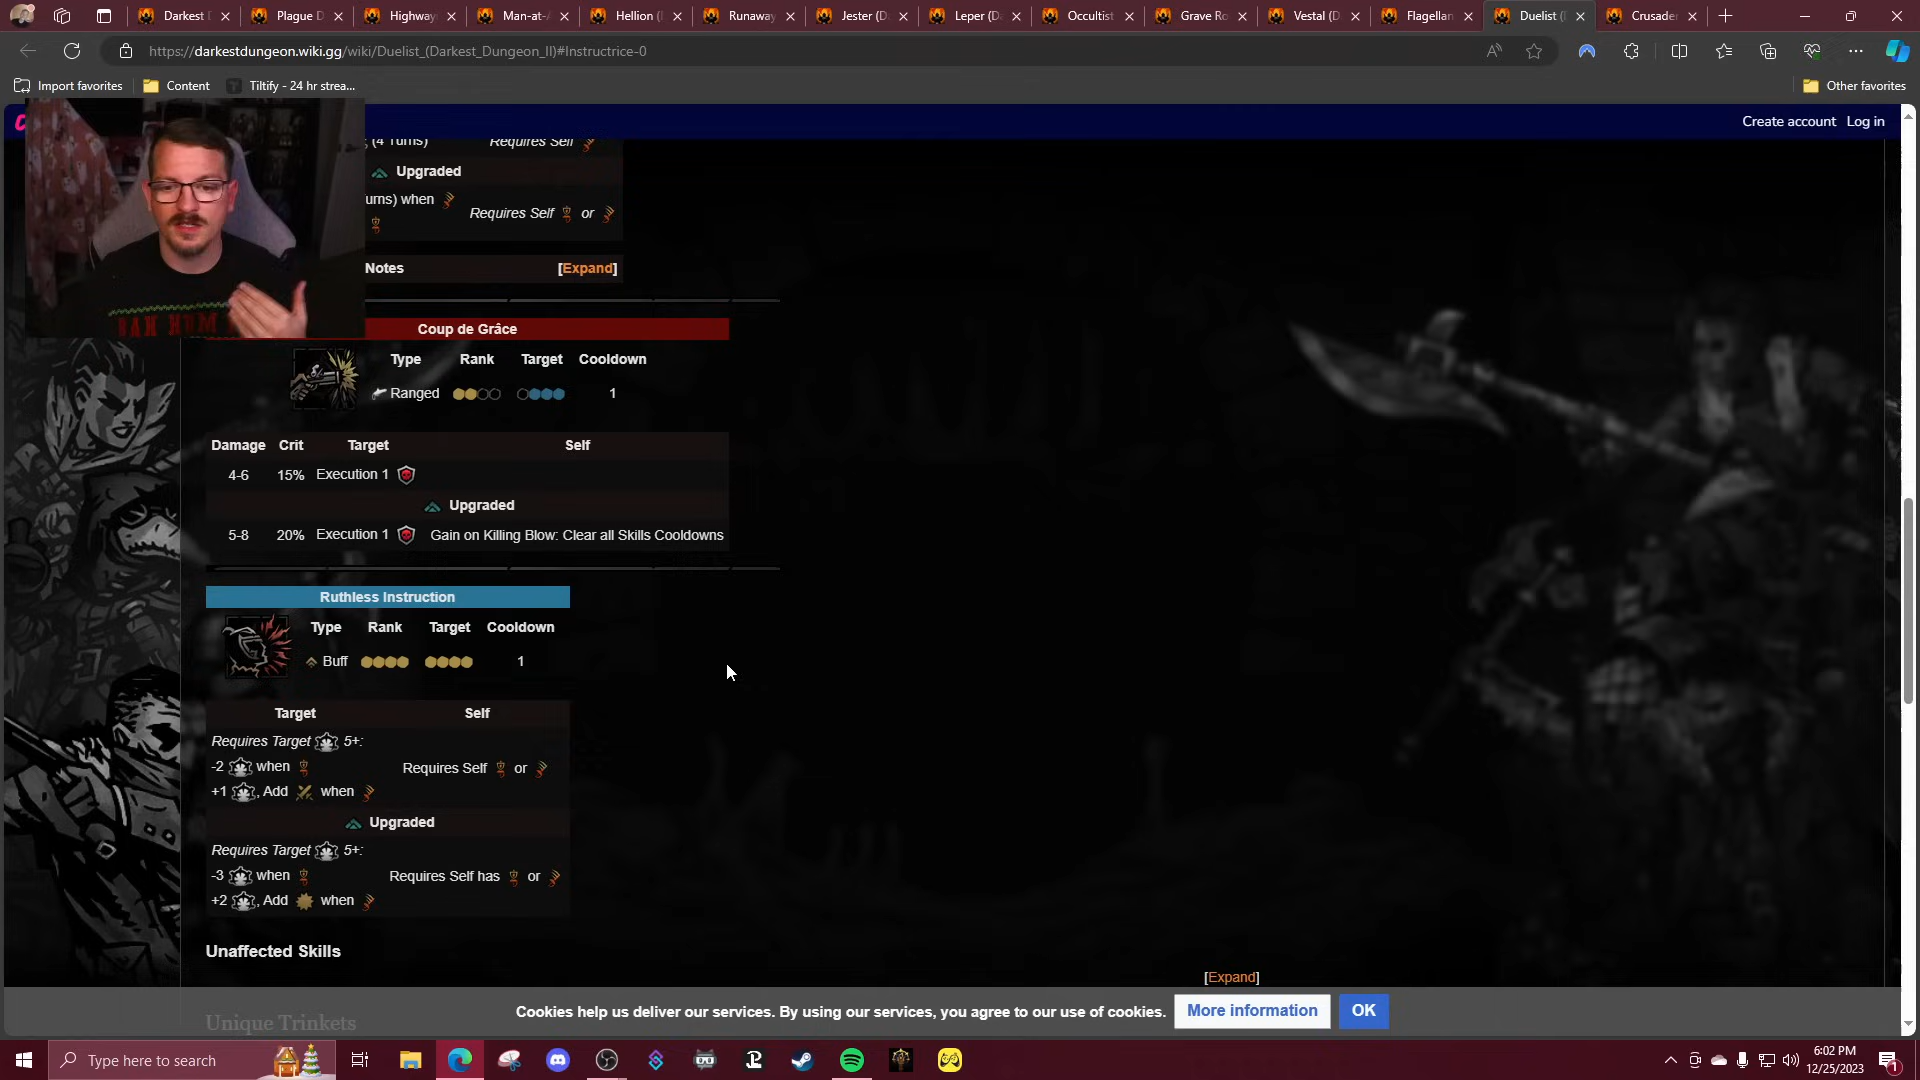 Darkest D
Plague D
Highway
Man-at-A
Hellion (
Runaway
Jester (Da
Leper (Da
Occultist
Grave Ro
Vestal (D
Flagellan
Duelist (
Crusade
https://darkestdungeon.wiki.gg/wiki/Duelist_(Darkest_Dungeon_II)#Instructrice-0
Import favorites
Content
Tiltify - 24 hr strea...
Other favorites
Create account Log in
(4 Turns) Requires Self
Upgraded
urns) when
Requires Self or
Notes [Expand]
BAH HUM
Coup de Grâce
Type Rank Target Cooldown
Ranged 1
Damage Crit Target Self
4-6 15% Execution 1
Upgraded
5-8 20% Execution 1 Gain on Killing Blow: Clear all Skills Cooldowns
Ruthless Instruction
Type Rank Target Cooldown
Buff 1
Target Self
Requires Target 5+:
-2 when Requires Self or
+1 , Add when
Upgraded
Requires Target 5+:
-3 when Requires Self has or
+2 , Add when
Unaffected Skills
[Expand]
Cookies help us deliver our services. By using our services, you agree to our use of cookies. More information OK
Unique Trinkets
Type here to search
6:02 PM
12/25/2023
1